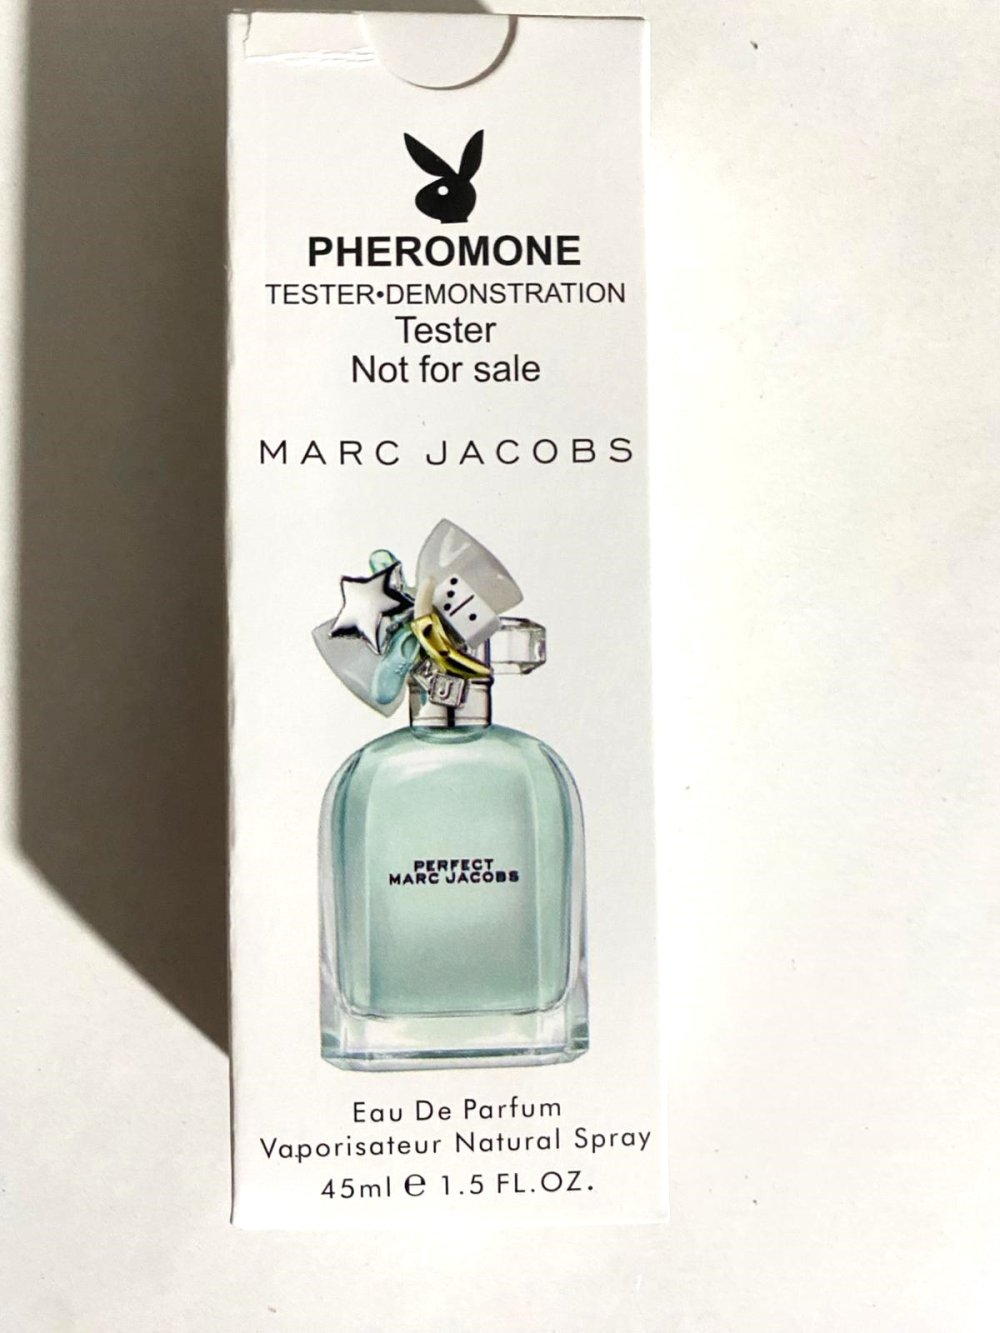 PHEROMONE
TESTER•DEMONSTRATION
Tester
Not for sale
MARC JACOBS
MJ
PERFECT
MARC JACOBS
Eau De Parfum
Vaporisateur Natural Spray
45ml ℮ 1.5 FL.OZ.